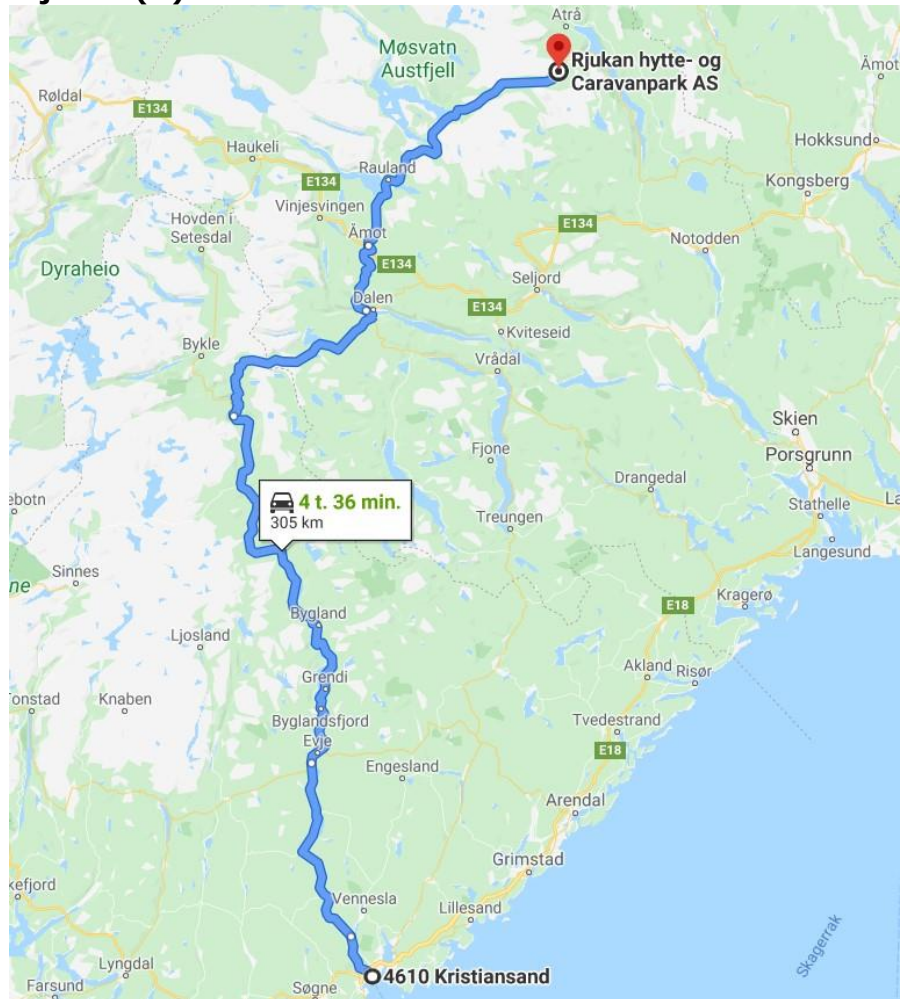 Atrå
Møsvatn
Austfjell
Rjukan hytte- og
Caravanpark AS
Åmot
Røldal
E134
Haukeli
Hokksund
Rauland
E134
Kongsberg
Vinjesvingen
Hovden i
Setesdal
E134
Notodden
Åmot
Dyraheio
E134
Seljord
Dalen
E134
Kviteseid
Bykle
Vrådal
Skien
Fjone
Porsgrunn
Drangedal
4 t. 36 min.
305 km
Stathelle
Treungen
Langesund
Sinnes
Kragerø
E18
Bygland
Ljosland
Akland
Risør
Grendi
Knaben
Byglandsfjord
Tvedestrand
Evje
E18
Engesland
Arendal
Grimstad
Vennesla
Lillesand
Skagerrak
Lyngdal
4610 Kristiansand
Søgne
Farsund